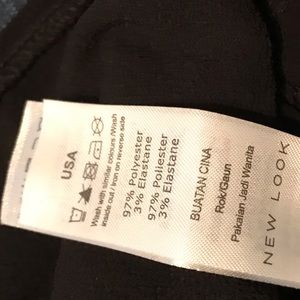 USA
Wash with similar colours /Wash
inside out / Iron on reverse side
97% Polyester
3% Elastane
97% Poliester
3% Elastane
BUATAN CINA
Rok/Gaun
Pakaian Jadi Wanita
NEW LOOK